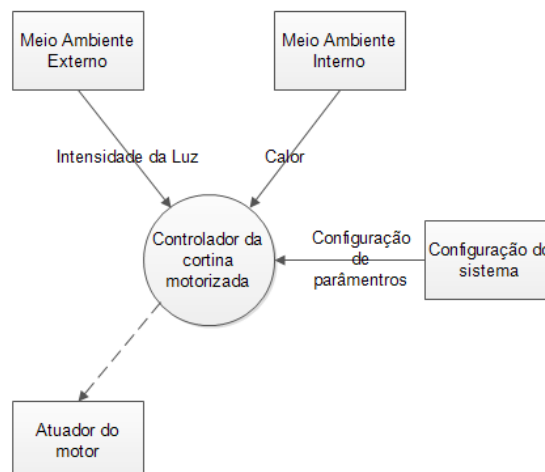 Meio Ambiente
Externo
Meio Ambiente
Interno
Intensidade da Luz
Calor
Controlador da
cortina
motorizada
Configuração
de
parâmentros
Configuração do
sistema
Atuador do
motor